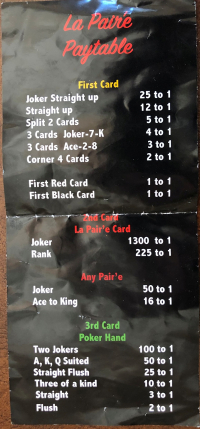 La Pair'e
Paytable
First Card
Joker Straight up 25 to 1
Straight up 12 to 1
Split 2 Cards 5 to 1
3 Cards Joker-7-K 4 to 1
3 Cards Ace-2-8 3 to 1
Corner 4 Cards 2 to 1
First Red Card 1 to 1
First Black Card 1 to 1
2nd Card
La Pair'e Card
Joker 1300 to 1
Rank 225 to 1
Any Pair'e
Joker 50 to 1
Ace to King 16 to 1
3rd Card
Poker Hand
Two Jokers 100 to 1
A, K, Q Suited 50 to 1
Straight Flush 25 to 1
Three of a kind 10 to 1
Straight 3 to 1
Flush 2 to 1